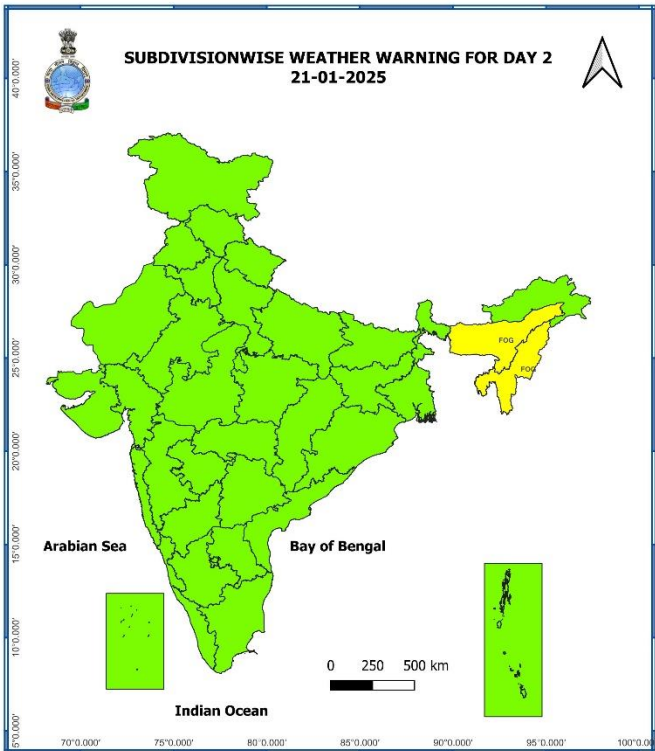 SUBDIVISIONWISE WEATHER WARNING FOR DAY 2
21-01-2025
40°0.000'
35°0.000'
30°0.000'
25°0.000'
20°0.000'
15°0.000'
10°0.000'
5°0.000'
FOG
FOG
Arabian Sea
Bay of Bengal
0 250 500 km
Indian Ocean
70°0.000' 75°0.000' 80°0.000' 85°0.000' 90°0.000' 95°0.000' 100°0.0